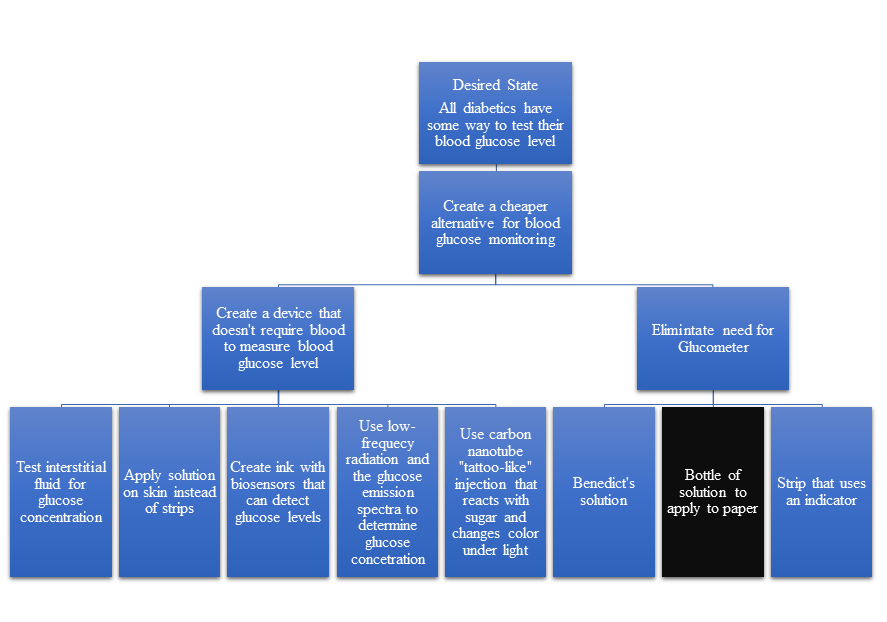 Desired State
All diabetics have
some way to test their
blood glucose level
Create a cheaper
alternative for blood
glucose monitoring
Create a device that
doesn't require blood
to measure blood
glucose level
Elimintate need for
Glucometer
Test interstitial
fluid for
glucose
concentration
Apply solution
on skin instead
of strips
Create ink with
biosensors that
can detect
glucose levels
Use low-
frequecy
radiation and
the glucose
emission
spectra to
determine
glucose
concetration
Use carbon
nanotube
"tattoo-like"
injection that
reacts with
sugar and
changes color
under light
Benedict's
solution
Bottle of
solution to
apply to paper
Strip that uses
an indicator